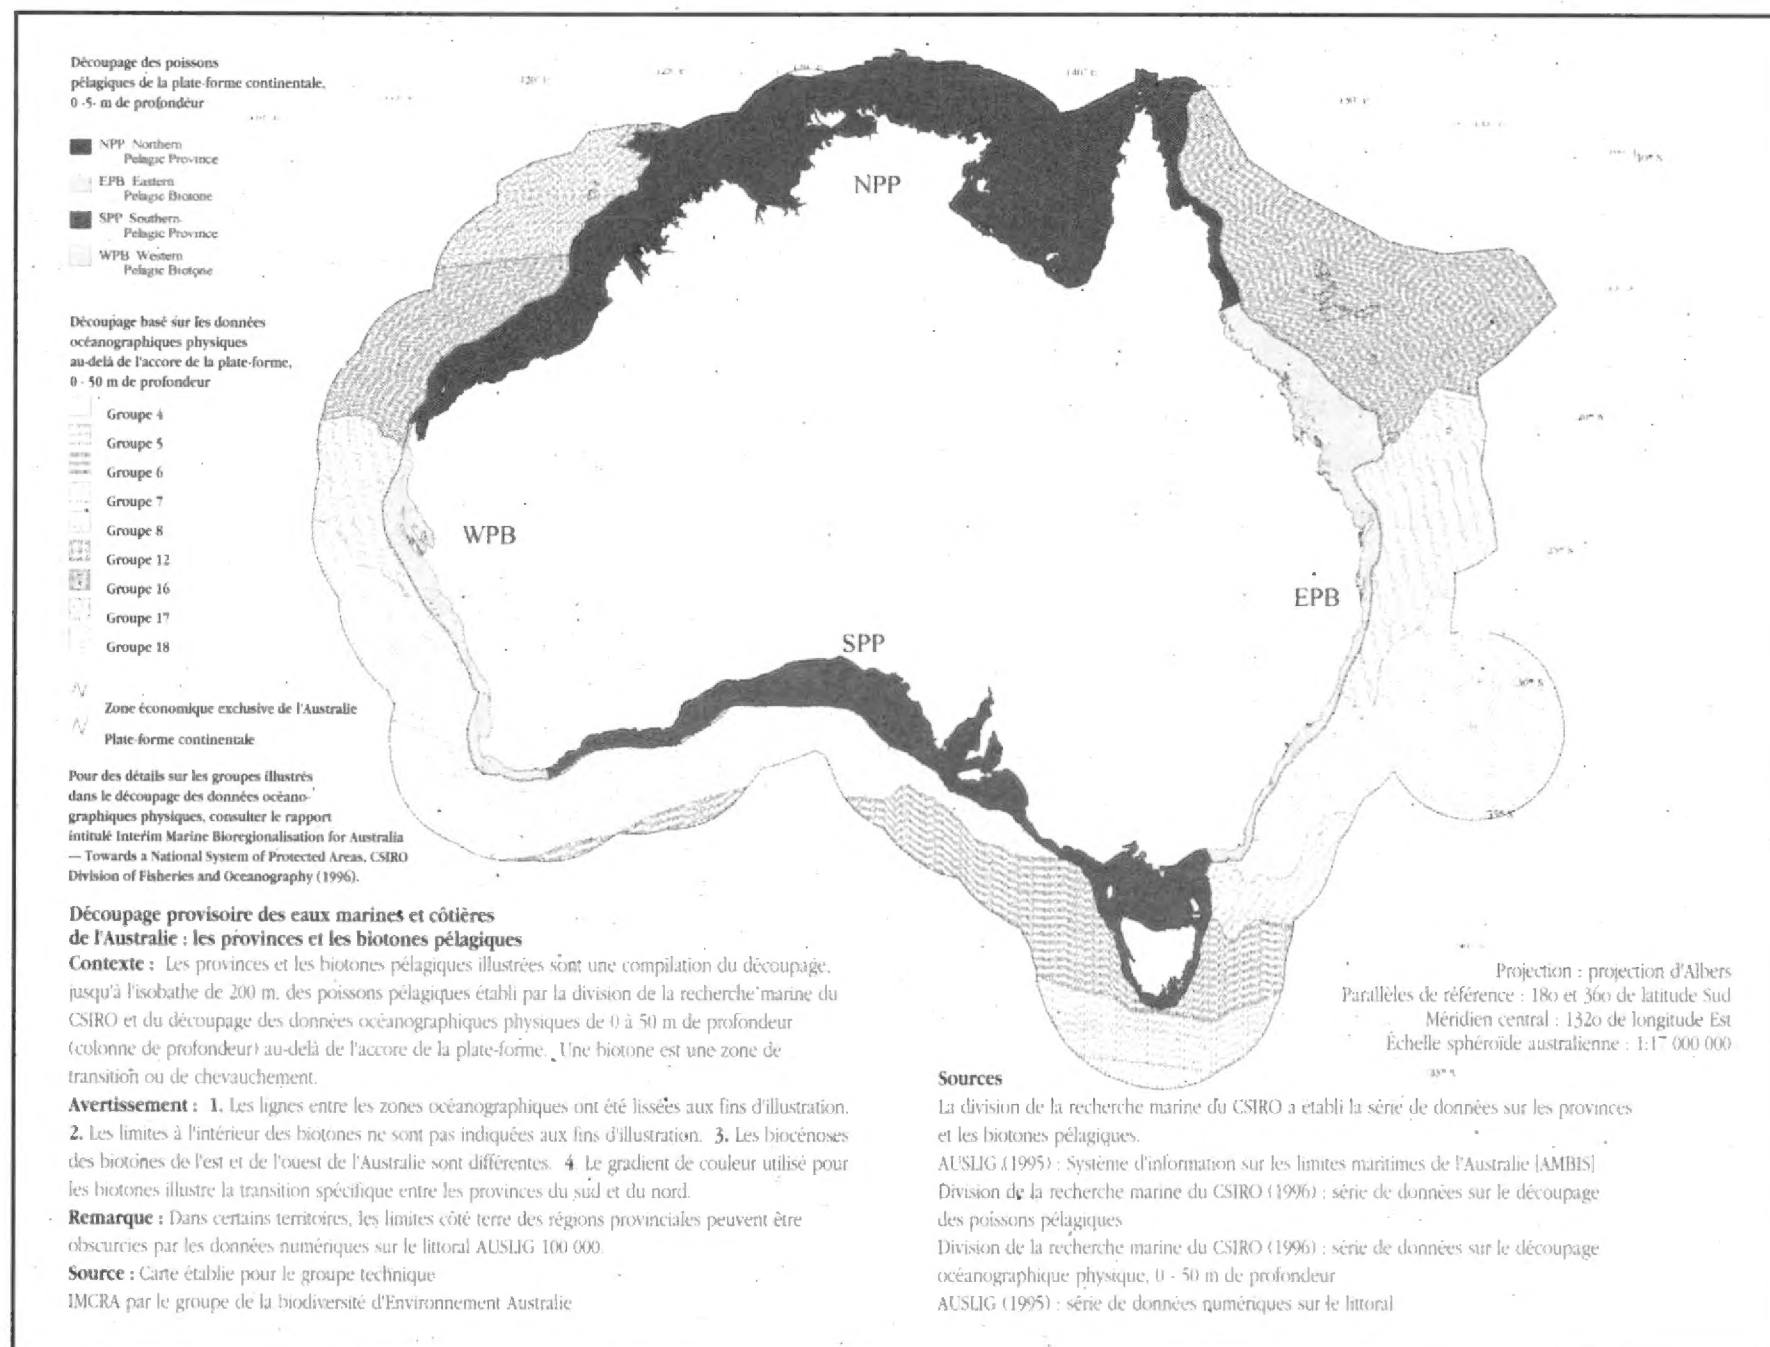 Découpage des poissons
pélagiques de la plate-forme continentale,
0 -5- m de profondeur
NPP Northern
Pelagic Province
EPB Eastern
Pelagic Biotone
SPP Southern
Pelagic Province
WPB Western
Pelagic Biotone
Découpage basé sur les données
océanographiques physiques
au-delà de l'accore de la plate-forme,
0 - 50 m de profondeur
Groupe 4
Groupe 5
Groupe 6
Groupe 7
Groupe 8
Groupe 12
Groupe 16
Groupe 17
Groupe 18
Zone économique exclusive de l'Australie
Plate-forme continentale
Pour des détails sur les groupes illustrés
dans le découpage des données océano-
graphiques physiques, consulter le rapport
intitulé Interim Marine Bioregionalisation for Australia
— Towards a National System of Protected Areas, CSIRO
Division of Fisheries and Oceanography (1996).
NPP
WPB
EPB
SPP
Découpage provisoire des eaux marines et côtières
de l'Australie : les provinces et les biotones pélagiques
Contexte : Les provinces et les biotones pélagiques illustrées sont une compilation du découpage,
jusqu'à l'isobathe de 200 m, des poissons pélagiques établi par la division de la recherche marine du
CSIRO et du découpage des données océanographiques physiques de 0 à 50 m de profondeur
(colonne de profondeur) au-delà de l'accore de la plate-forme. Une biotone est une zone de
transition ou de chevauchement.
Avertissement : 1. Les lignes entre les zones océanographiques ont été lissées aux fins d'illustration.
2. Les limites à l'intérieur des biotones ne sont pas indiquées aux fins d'illustration. 3. Les biocénoses
des biotones de l'est et de l'ouest de l'Australie sont différentes. 4 Le gradient de couleur utilisé pour
les biotones illustre la transition spécifique entre les provinces du sud et du nord.
Remarque : Dans certains territoires, les limites côté terre des régions provinciales peuvent être
obscurcies par les données numériques sur le littoral AUSLIG 100 000.
Source : Carte établie pour le groupe technique
IMCRA par le groupe de la biodiversité d'Environnement Australie
Projection : projection d'Albers
Parallèles de référence : 18o et 36o de latitude Sud
Méridien central : 132o de longitude Est
Échelle sphéroïde australienne : 1:17 000 000
Sources
La division de la recherche marine du CSIRO a établi la série de données sur les provinces
et les biotones pélagiques.
AUSLIG (1995) : Système d'information sur les limites maritimes de l'Australie [AMBIS]
Division de la recherche marine du CSIRO (1996) : série de données sur le découpage
des poissons pélagiques
Division de la recherche marine du CSIRO (1996) : série de données sur le découpage
océanographique physique, 0 - 50 m de profondeur
AUSLIG (1995) : série de données numériques sur le littoral